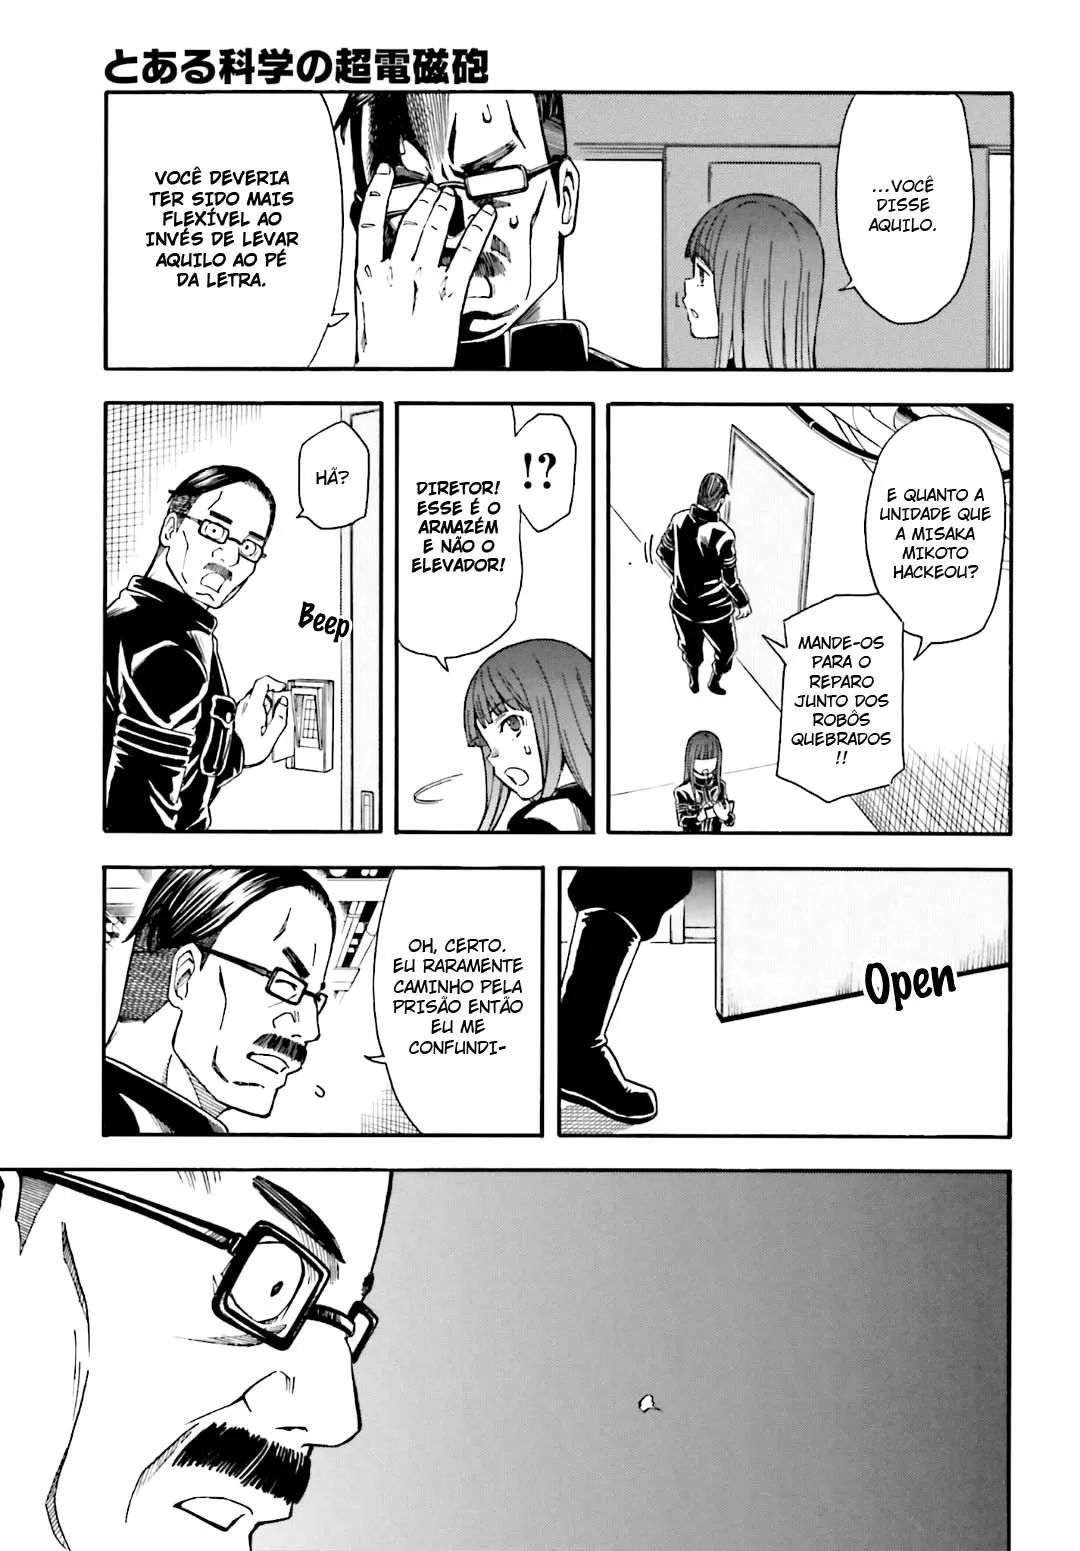 とある科学の超電磁砲
...VOCÊ
DISSE
AQUILO.
VOCÊ DEVERIA
TER SIDO MAIS
FLEXÍVEL AO
INVÉS DE LEVAR
AQUILO AO PÉ
DA LETRA.
E QUANTO A
UNIDADE QUE
A MISAKA
MIKOTO
HACKEOU?
MANDE-OS
PARA O
REPARO
JUNTO DOS
ROBÔS
QUEBRADOS
!!
!?
DIRETOR!
ESSE É O
ARMAZÉM
E NÃO O
ELEVADOR!
HÃ?
Beep
Open
OH, CERTO.
EU RARAMENTE
CAMINHO PELA
PRISÃO ENTÃO
EU ME
CONFUNDI-